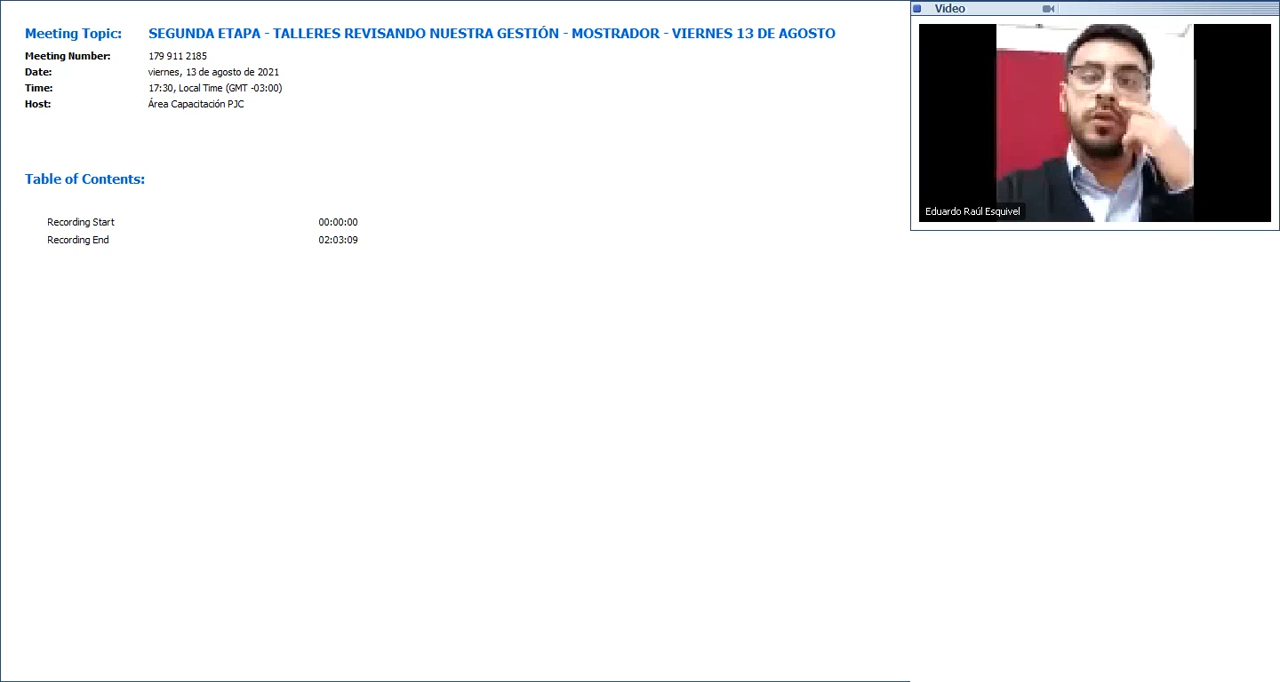 Meeting Topic: SEGUNDA ETAPA - TALLERES REVISANDO NUESTRA GESTIÓN - MOSTRADOR - VIERNES 13 DE AGOSTO
Meeting Number: 179 911 2185
Date: viernes, 13 de agosto de 2021
Time: 17:30, Local Time (GMT -03:00)
Host: Área Capacitación PJC
Table of Contents:
Recording Start 00:00:00
Recording End 02:03:09
Video
Eduardo Raúl Esquivel